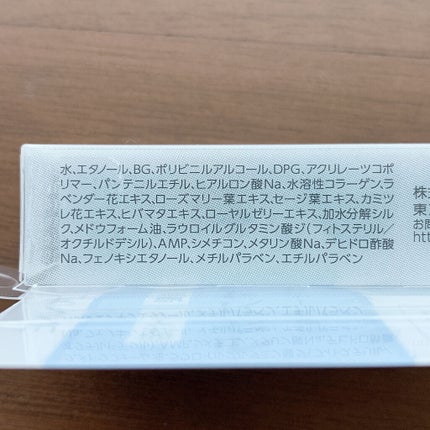 水、エタノール、BG、ポリビニルアルコール、DPG、アクリレーツコポ
リマー、パンテニルエチル、ヒアルロン酸Na、水溶性コラーゲン、ラ
ベンダー花エキス、ローズマリー葉エキス、セージ葉エキス、カミツ
レ花エキス、ヒバマタエキス、ローヤルゼリーエキス、加水分解シル
ク、メドウフォーム油、ラウロイルグルタミン酸ジ(フィトステリル/
オクチルドデシル)、AMP、シメチコン、メタリン酸Na、デヒドロ酢酸
Na、フェノキシエタノール、メチルパラベン、エチルパラベン
株式
東京
お問
htt